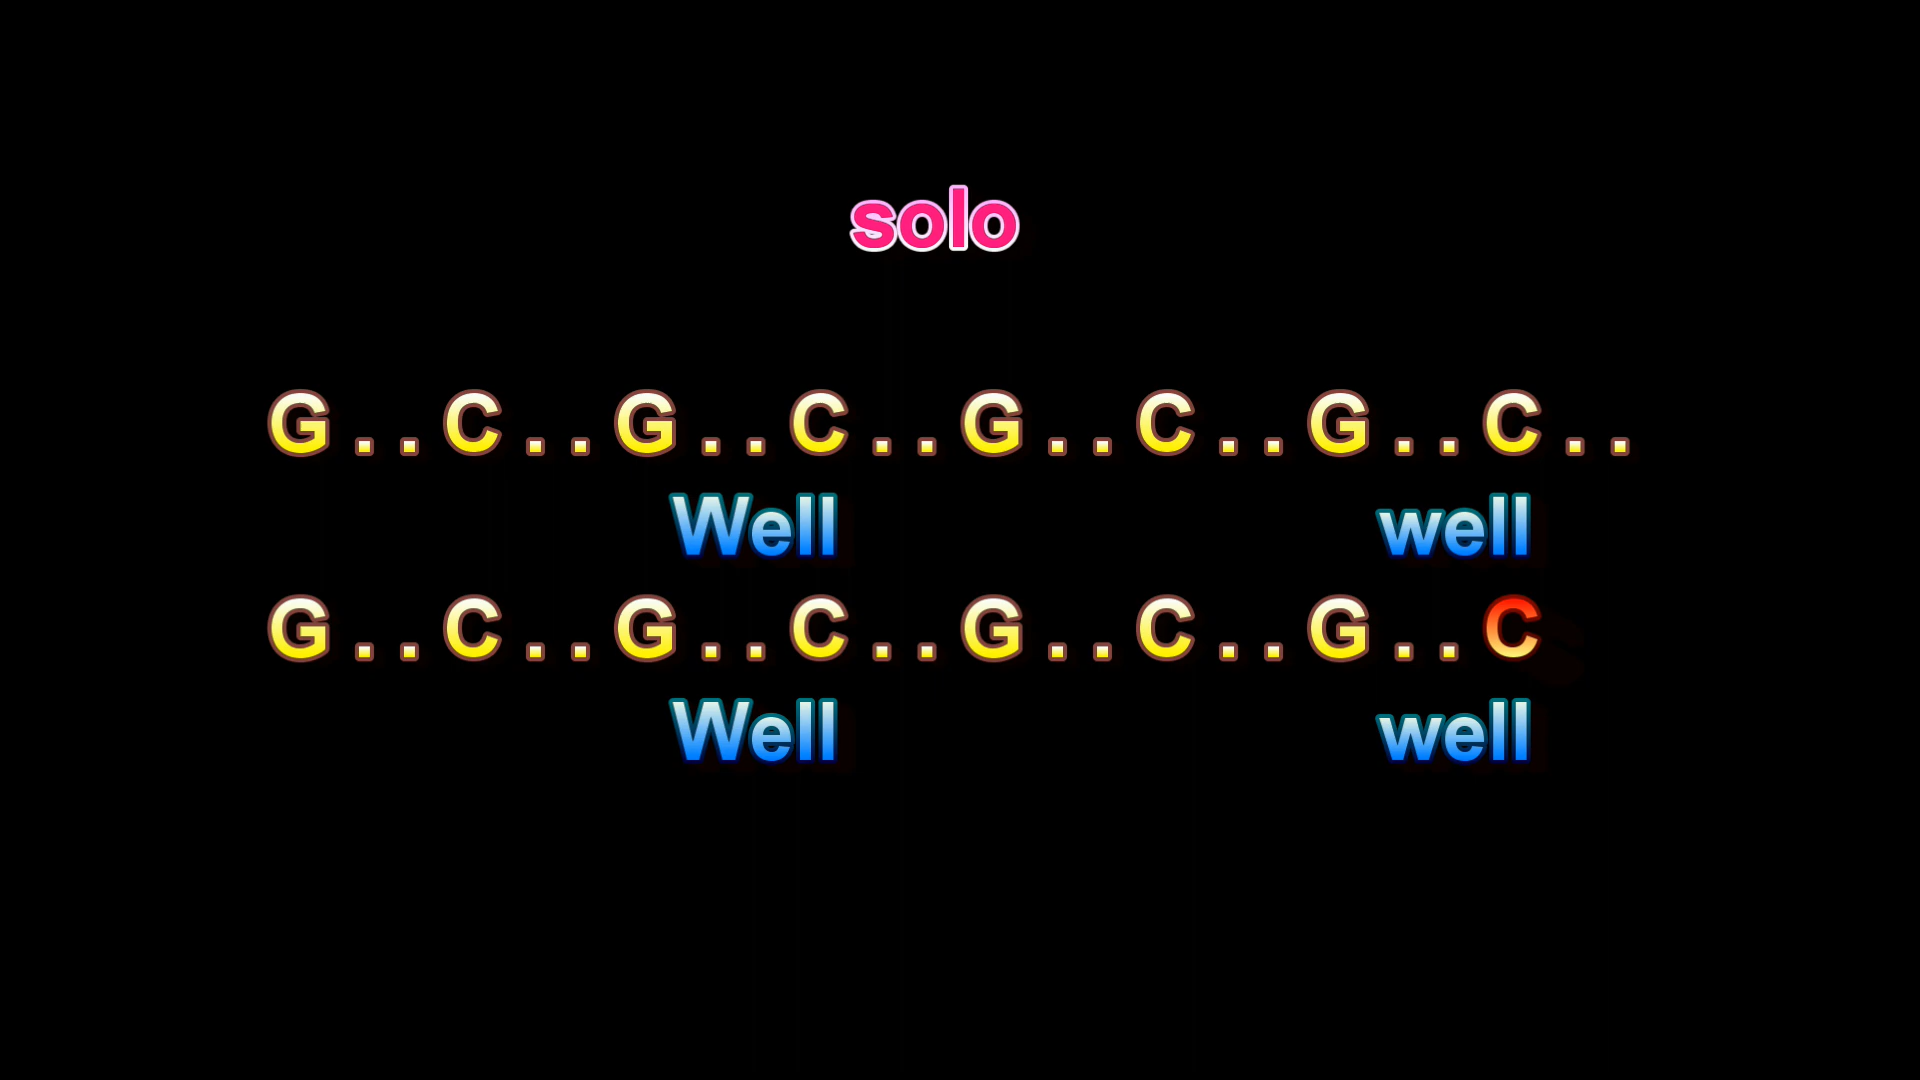 solo
G . . C . . G . . C . . G . . C . . G . . C . .
Well well
G . . C . . G . . C . . G . . C . . G . . C
Well well